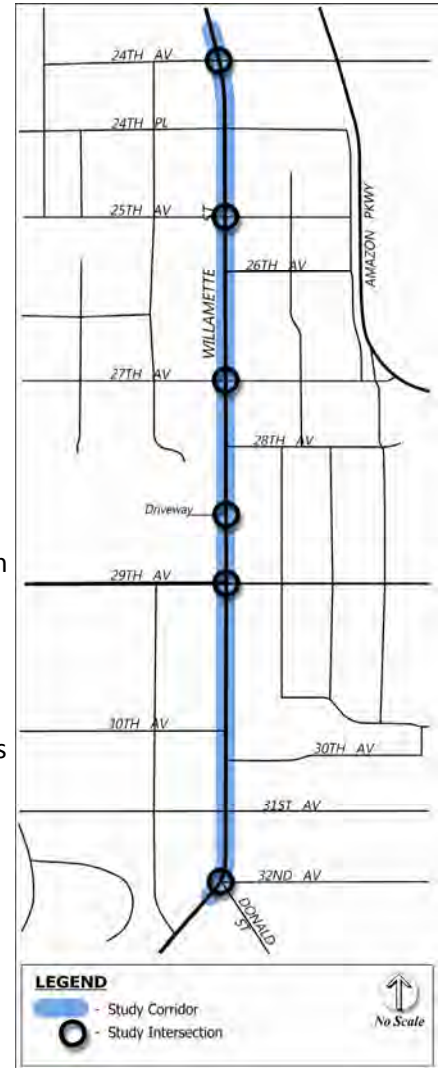 24TH AV
24TH PL
AMAZON PKWY
25TH AV
ST
26TH AV
WILLAMETTE
27TH AV
28TH AV
Driveway
n
29TH AV
10TH AV
30TH AV
s
31ST AV
32ND AV
DONALD
ST
LEGEND
- Study Corridor
- Study Intersection
No Scale